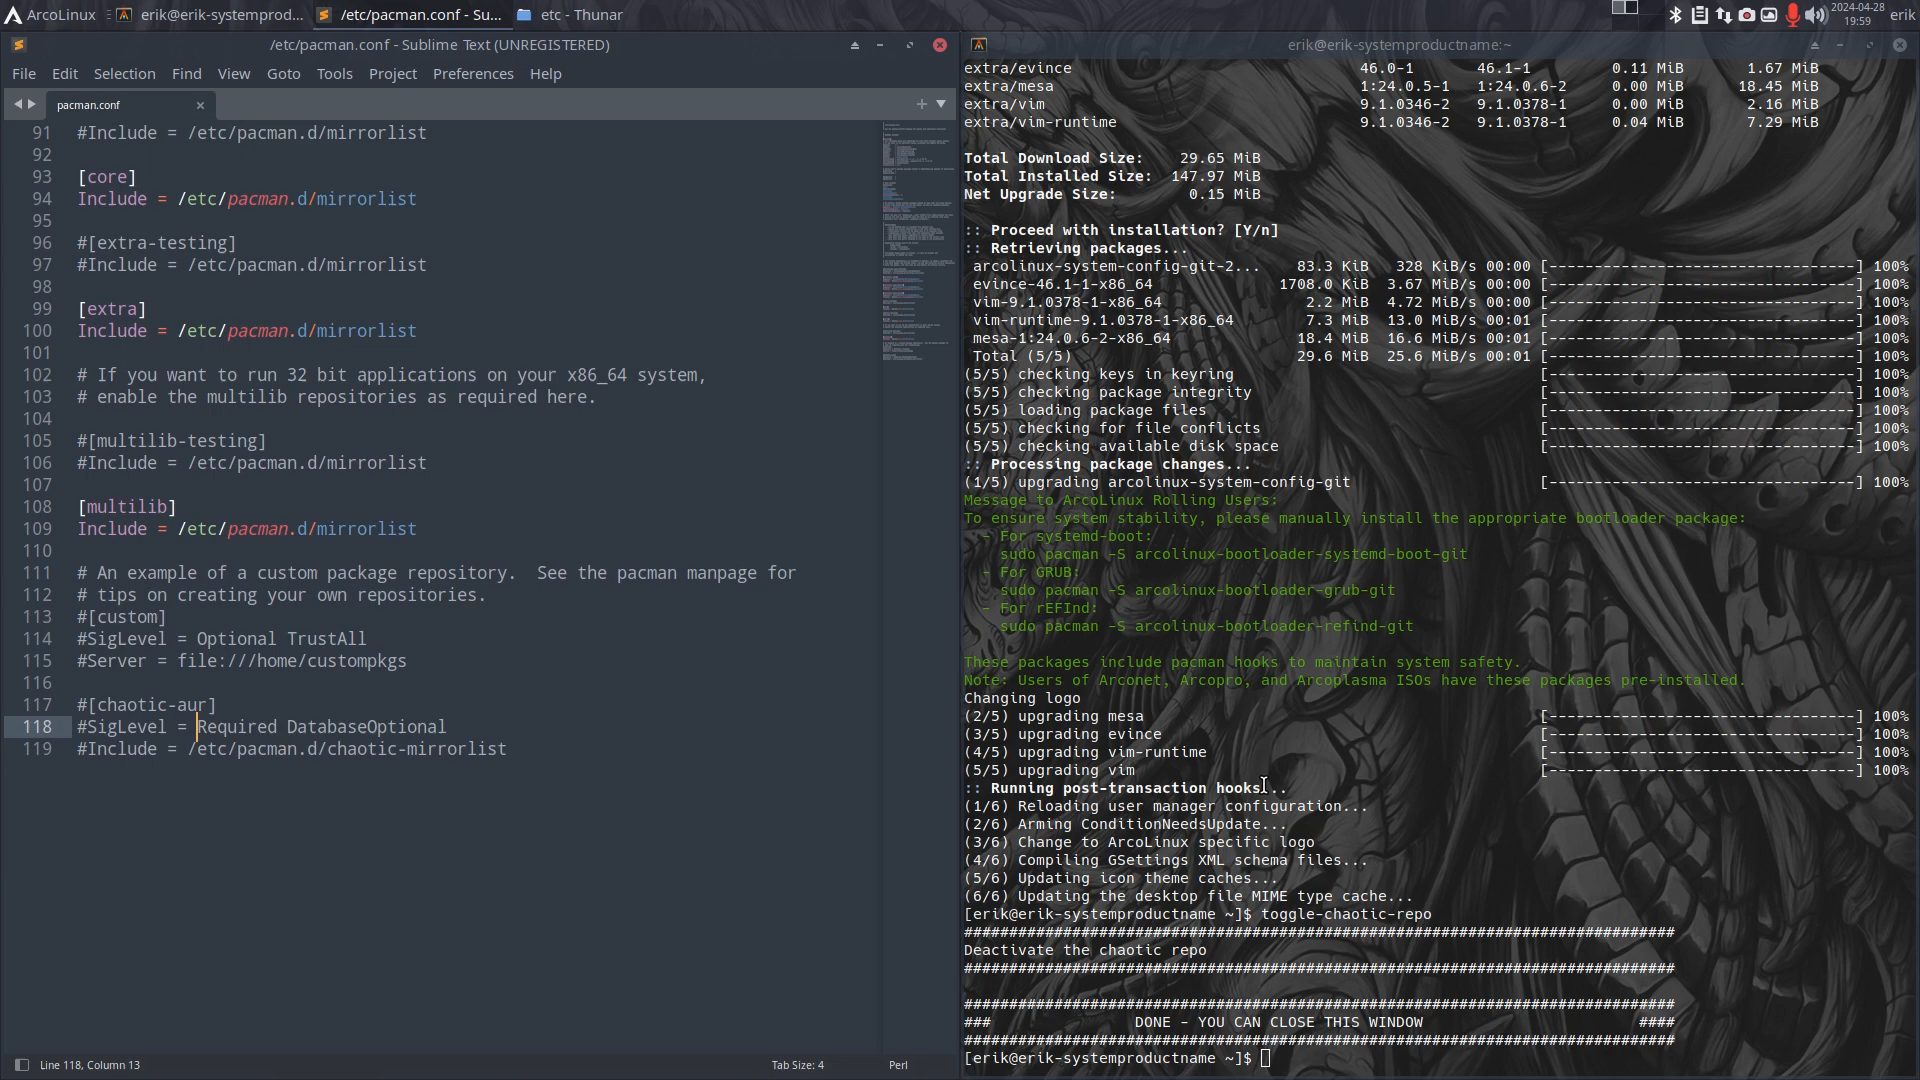 ArcoLinux
erik@erik-systemprod...
/etc/pacman.conf - Su...
etc - Thunar
2024-04-28
19:59
erik
/etc/pacman.conf - Sublime Text (UNREGISTERED)
File Edit Selection Find View Goto Tools Project Preferences Help
pacman.conf
91 #Include = /etc/pacman.d/mirrorlist
92
93 [core]
94 Include = /etc/pacman.d/mirrorlist
95
96 #[extra-testing]
97 #Include = /etc/pacman.d/mirrorlist
98
99 [extra]
100 Include = /etc/pacman.d/mirrorlist
101
102 # If you want to run 32 bit applications on your x86_64 system,
103 # enable the multilib repositories as required here.
104
105 #[multilib-testing]
106 #Include = /etc/pacman.d/mirrorlist
107
108 [multilib]
109 Include = /etc/pacman.d/mirrorlist
110
111 # An example of a custom package repository.  See the pacman manpage for
112 # tips on creating your own repositories.
113 #[custom]
114 #SigLevel = Optional TrustAll
115 #Server = file:///home/custompkgs
116
117 #[chaotic-aur]
118 #SigLevel = Required DatabaseOptional
119 #Include = /etc/pacman.d/chaotic-mirrorlist
Line 118, Column 13
Tab Size: 4
Perl
erik@erik-systemproductname:~
extra/evince 46.0-1 46.1-1 0.11 MiB 1.67 MiB
extra/mesa 1:24.0.5-1 1:24.0.6-2 0.00 MiB 18.45 MiB
extra/vim 9.1.0346-2 9.1.0378-1 0.00 MiB 2.16 MiB
extra/vim-runtime 9.1.0346-2 9.1.0378-1 0.04 MiB 7.29 MiB
Total Download Size: 29.65 MiB
Total Installed Size: 147.97 MiB
Net Upgrade Size: 0.15 MiB
:: Proceed with installation? [Y/n]
:: Retrieving packages...
arcolinux-system-config-git-2... 83.3 KiB 328 KiB/s 00:00 [----------------------------------] 100%
evince-46.1-1-x86_64 1708.0 KiB 3.67 MiB/s 00:00 [----------------------------------] 100%
vim-9.1.0378-1-x86_64 2.2 MiB 4.72 MiB/s 00:00 [----------------------------------] 100%
vim-runtime-9.1.0378-1-x86_64 7.3 MiB 13.0 MiB/s 00:01 [----------------------------------] 100%
mesa-1:24.0.6-2-x86_64 18.4 MiB 16.6 MiB/s 00:01 [----------------------------------] 100%
Total (5/5) 29.6 MiB 25.6 MiB/s 00:01 [----------------------------------] 100%
(5/5) checking keys in keyring [----------------------------------] 100%
(5/5) checking package integrity [----------------------------------] 100%
(5/5) loading package files [----------------------------------] 100%
(5/5) checking for file conflicts [----------------------------------] 100%
(5/5) checking available disk space [----------------------------------] 100%
:: Processing package changes...
(1/5) upgrading arcolinux-system-config-git [----------------------------------] 100%
Message to ArcoLinux Rolling Users:
To ensure system stability, please manually install the appropriate bootloader package:
- For systemd-boot:
sudo pacman -S arcolinux-bootloader-systemd-boot-git
- For GRUB:
sudo pacman -S arcolinux-bootloader-grub-git
- For rEFInd:
sudo pacman -S arcolinux-bootloader-refind-git
These packages include pacman hooks to maintain system safety.
Note: Users of Arconet, Arcopro, and Arcoplasma ISOs have these packages pre-installed.
Changing logo
(2/5) upgrading mesa [----------------------------------] 100%
(3/5) upgrading evince [----------------------------------] 100%
(4/5) upgrading vim-runtime [----------------------------------] 100%
(5/5) upgrading vim [----------------------------------] 100%
:: Running post-transaction hooks...
(1/6) Reloading user manager configuration...
(2/6) Arming ConditionNeedsUpdate...
(3/6) Change to ArcoLinux specific logo
(4/6) Compiling GSettings XML schema files...
(5/6) Updating icon theme caches...
(6/6) Updating the desktop file MIME type cache...
[erik@erik-systemproductname ~]$ toggle-chaotic-repo
###############################################################################
Deactivate the chaotic repo
###############################################################################
###############################################################################
### DONE - YOU CAN CLOSE THIS WINDOW ####
###############################################################################
[erik@erik-systemproductname ~]$